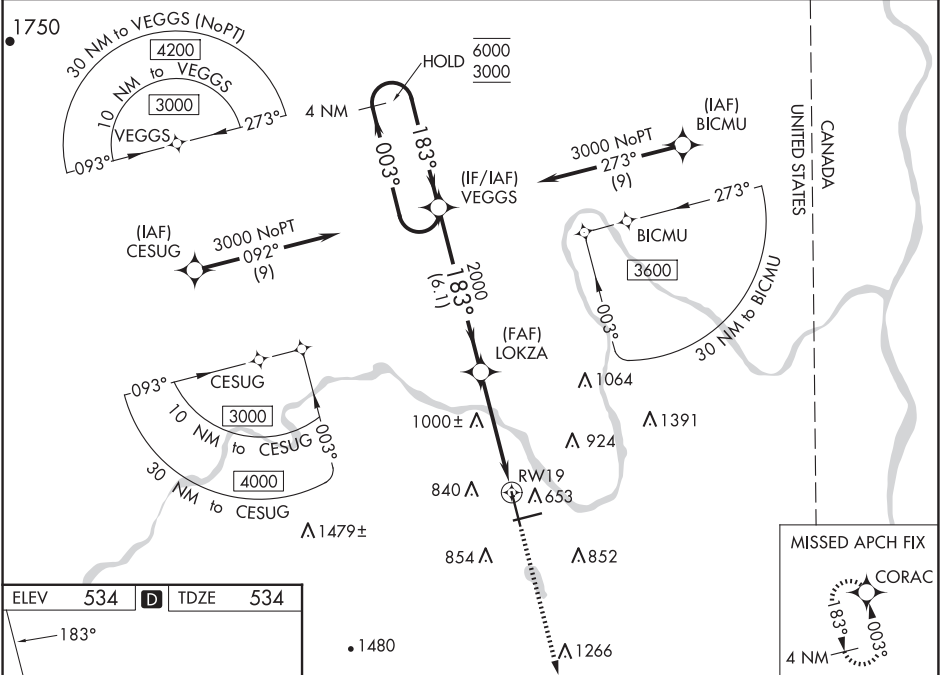 1750
30 NM to VEGGS (NoPT)
4200
10 NM to VEGGS
3000
VEGGS
093°
273°
HOLD
6000
3000
4 NM
183°
003°
(IF/IAF)
VEGGS
(IAF)
BICMU
3000 NoPT
273°
(9)
CANADA
UNITED STATES
(IAF)
CESUG
3000 NoPT
092°
(9)
2000
183°
(6.1)
273°
BICMU
3600
003°
30 NM to BICMU
(FAF)
LOKZA
093°
CESUG
3000
003°
10 NM to CESUG
4000
30 NM to CESUG
1064
1391
1000±
924
RW19
840
653
1479±
854
852
MISSED APCH FIX
CORAC
183°
003°
4 NM
ELEV 534 D TDZE 534
183°
1480
1266